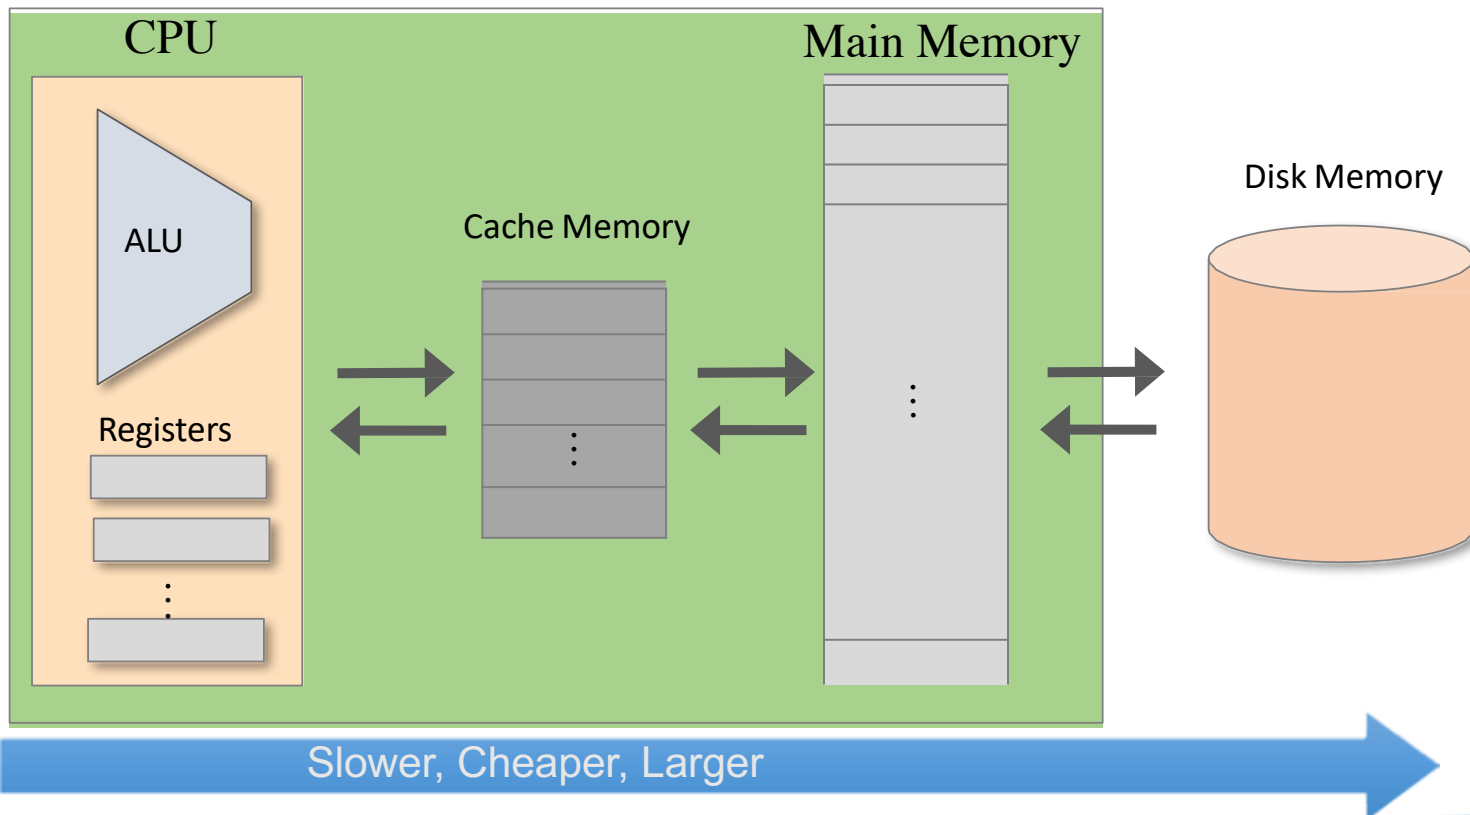 CPU
Main Memory
Disk Memory
Cache Memory
ALU
Registers
Slower, Cheaper, Larger